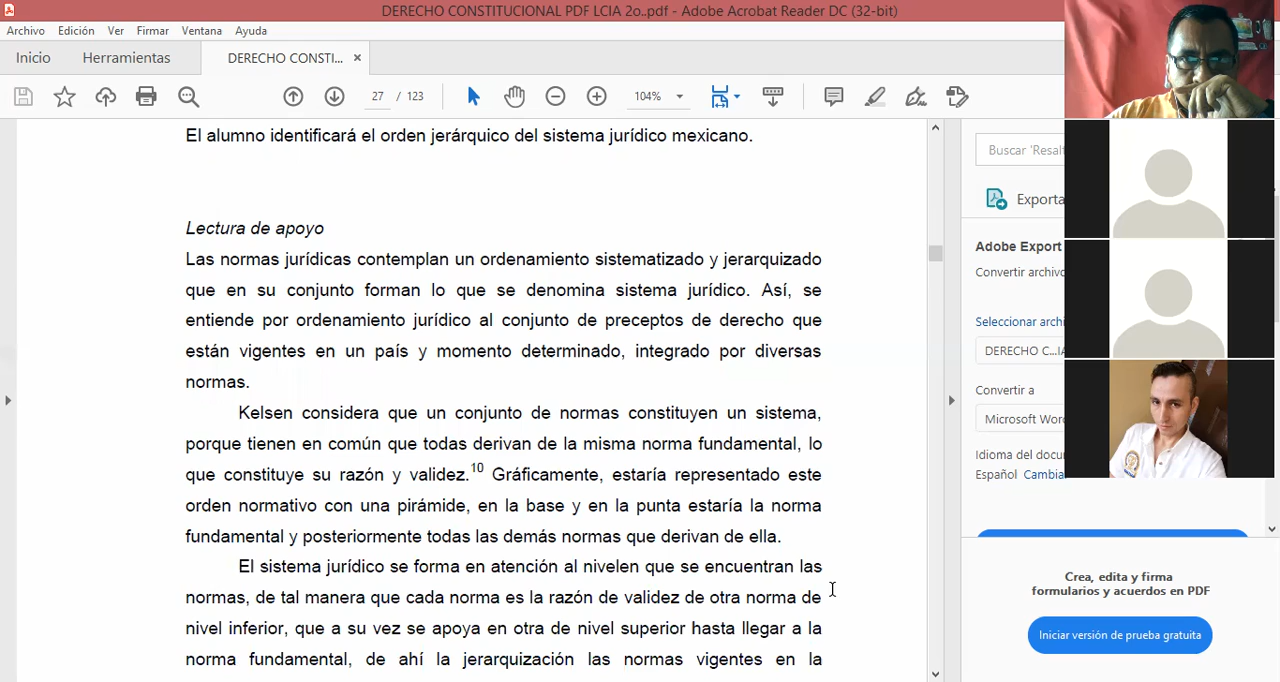 DERECHO CONSTITUCIONAL PDF LCIA 2o..pdf - Adobe Acrobat Reader DC (32-bit)
Archivo Edición Ver Firmar Ventana Ayuda
Inicio Herramientas DERECHO CONSTI... ×
27 / 123 104%
El alumno identificará el orden jerárquico del sistema jurídico mexicano.
Lectura de apoyo
Las normas jurídicas contemplan un ordenamiento sistematizado y jerarquizado
que en su conjunto forman lo que se denomina sistema jurídico. Así, se
entiende por ordenamiento jurídico al conjunto de preceptos de derecho que
están vigentes en un país y momento determinado, integrado por diversas
normas.
Kelsen considera que un conjunto de normas constituyen un sistema,
porque tienen en común que todas derivan de la misma norma fundamental, lo
que constituye su razón y validez.10 Gráficamente, estaría representado este
orden normativo con una pirámide, en la base y en la punta estaría la norma
fundamental y posteriormente todas las demás normas que derivan de ella.
El sistema jurídico se forma en atención al nivelen que se encuentran las
normas, de tal manera que cada norma es la razón de validez de otra norma de
nivel inferior, que a su vez se apoya en otra de nivel superior hasta llegar a la
norma fundamental, de ahí la jerarquización las normas vigentes en la
Buscar 'Resalt
Exporta
Adobe Export
Convertir archivo
Seleccionar archi
DERECHO C...IA
Convertir a
Microsoft Word
Idioma del docu
Español Cambia
Crea, edita y firma
formularios y acuerdos en PDF
Iniciar versión de prueba gratuita